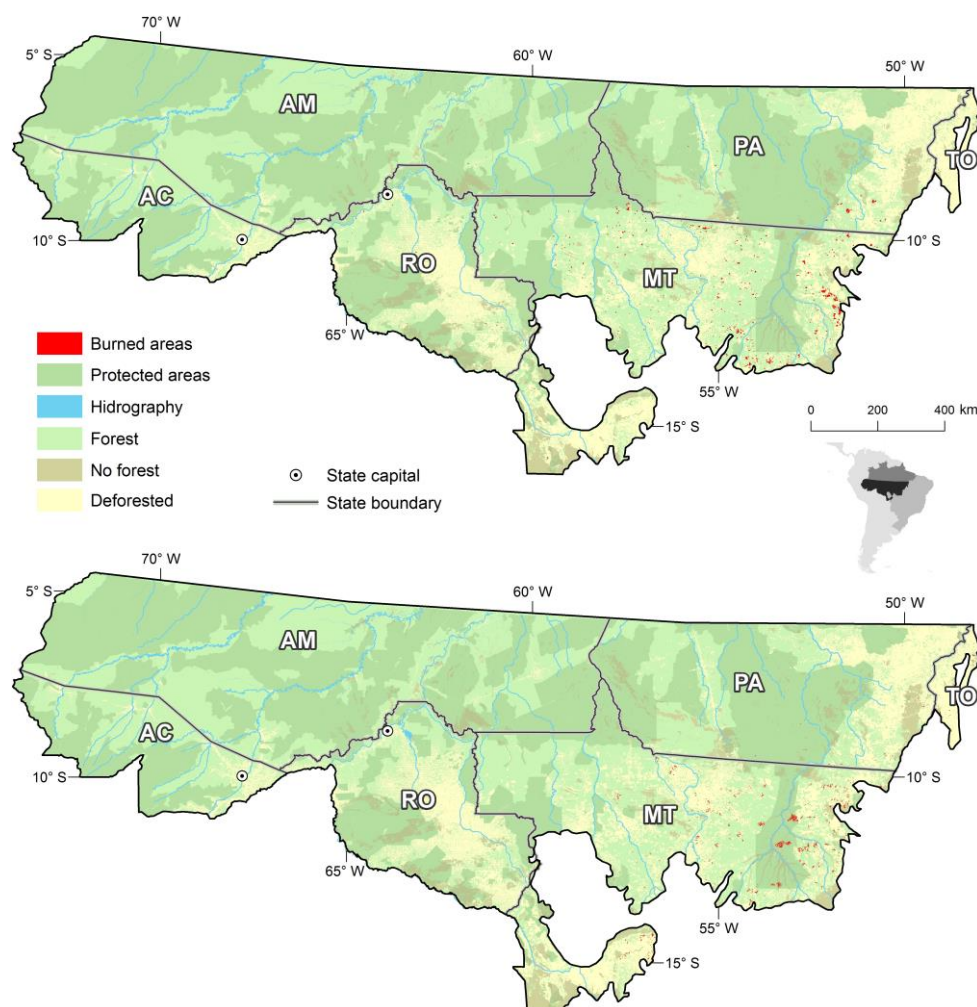 70° W
5° S
60° W
50° W
AM
PA
TO
AC
10° S
10° S
RO
MT
65° W
55° W
15° S
Burned areas
Protected areas
Hidrography
Forest
No forest
Deforested
State capital
State boundary
0 200 400 km
70° W
5° S
60° W
50° W
AM
PA
TO
AC
10° S
10° S
RO
MT
65° W
55° W
15° S